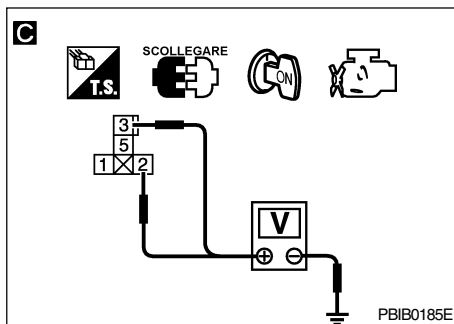 C
SCOLLEGARE
T.S.
ON
3
5
1 2
V
+ −
PBIB0185E